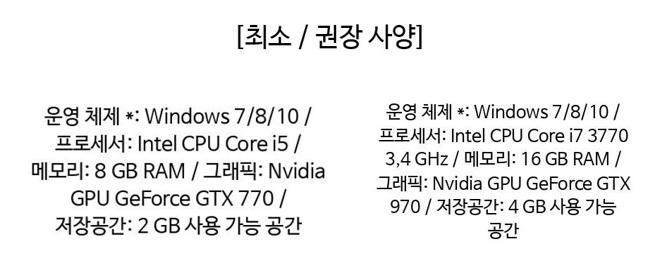 [최소 / 권장 사양]
운영 체제 *: Windows 7/8/10 /
프로세서: Intel CPU Core i5 /
메모리: 8 GB RAM / 그래픽: Nvidia
GPU GeForce GTX 770 /
저장공간: 2 GB 사용 가능 공간
운영 체제 *: Windows 7/8/10 /
프로세서: Intel CPU Core i7 3770
3,4 GHz / 메모리: 16 GB RAM /
그래픽: Nvidia GPU GeForce GTX
970 / 저장공간: 4 GB 사용 가능
공간